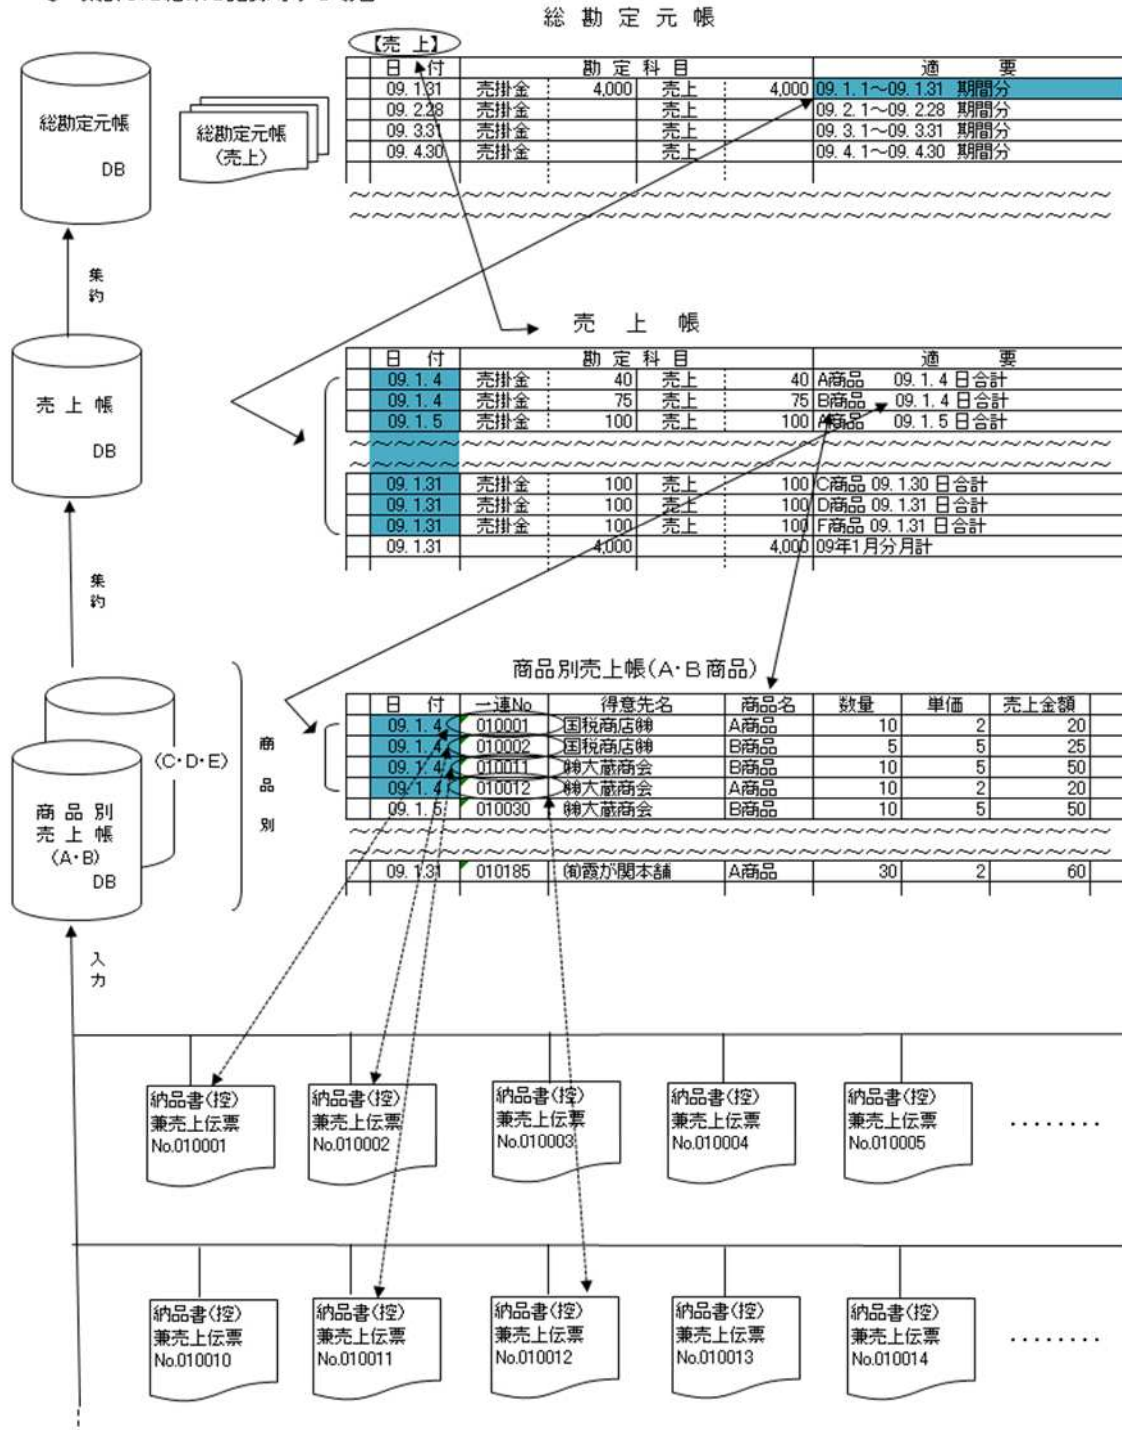 総勘定元帳
【売 上】
日 付 勘定科目 適 要
09. 1.31 売掛金 4,000 売上 4,000 09. 1. 1～09. 1.31 期間分
09. 2.28 売掛金 売上 09. 2. 1～09. 2.28 期間分
09. 3.31 売掛金 売上 09. 3. 1～09. 3.31 期間分
09. 4.30 売掛金 売上 09. 4. 1～09. 4.30 期間分
総勘定元帳
DB
総勘定元帳
(売上)
集約
売 上 帳
日 付 勘定科目 適 要
09. 1. 4 売掛金 40 売上 40 A商品 09. 1. 4 日合計
09. 1. 4 売掛金 75 売上 75 B商品 09. 1. 4 日合計
09. 1. 5 売掛金 100 売上 100 A商品 09. 1. 5 日合計
09. 1.31 売掛金 100 売上 100 C商品 09. 1.30 日合計
09. 1.31 売掛金 100 売上 100 D商品 09. 1.31 日合計
09. 1.31 売掛金 100 売上 100 F商品 09. 1.31 日合計
09. 1.31 4,000 4,000 09年1月分月計
売 上 帳
DB
集約
商品別売上帳(A・B 商品)
日 付 一連No 得意先名 商品名 数量 単価 売上金額
09. 1. 4 010001 国税商店㈱ A商品 10 2 20
09. 1. 4 010002 国税商店㈱ B商品 5 5 25
09. 1. 4 010011 ㈱大蔵商会 B商品 10 5 50
09. 1. 4 010012 ㈱大蔵商会 A商品 10 2 20
09. 1. 5 010030 ㈱大蔵商会 B商品 10 5 50
09. 1.31 010185 ㈲霞が関本舗 A商品 30 2 60
(C・D・E)
商品別
商 品 別
売 上 帳
(A・B)
DB
入力
納品書(控)
兼売上伝票
No.010001
納品書(控)
兼売上伝票
No.010002
納品書(控)
兼売上伝票
No.010003
納品書(控)
兼売上伝票
No.010004
納品書(控)
兼売上伝票
No.010005
‥‥‥‥
納品書(控)
兼売上伝票
No.010010
納品書(控)
兼売上伝票
No.010011
納品書(控)
兼売上伝票
No.010012
納品書(控)
兼売上伝票
No.010013
納品書(控)
兼売上伝票
No.010014
‥‥‥‥